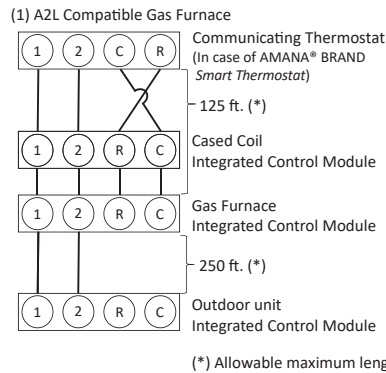 (1) A2L Compatible Gas Furnace
1 2 C R
Communicating Thermostat
(In case of AMANA® BRAND
Smart Thermostat)
125 ft. (*)
1 2 R C
Cased Coil
Integrated Control Module
1 2 R C
Gas Furnace
Integrated Control Module
250 ft. (*)
1 2 R C
Outdoor unit
Integrated Control Module
(*) Allowable maximum leng